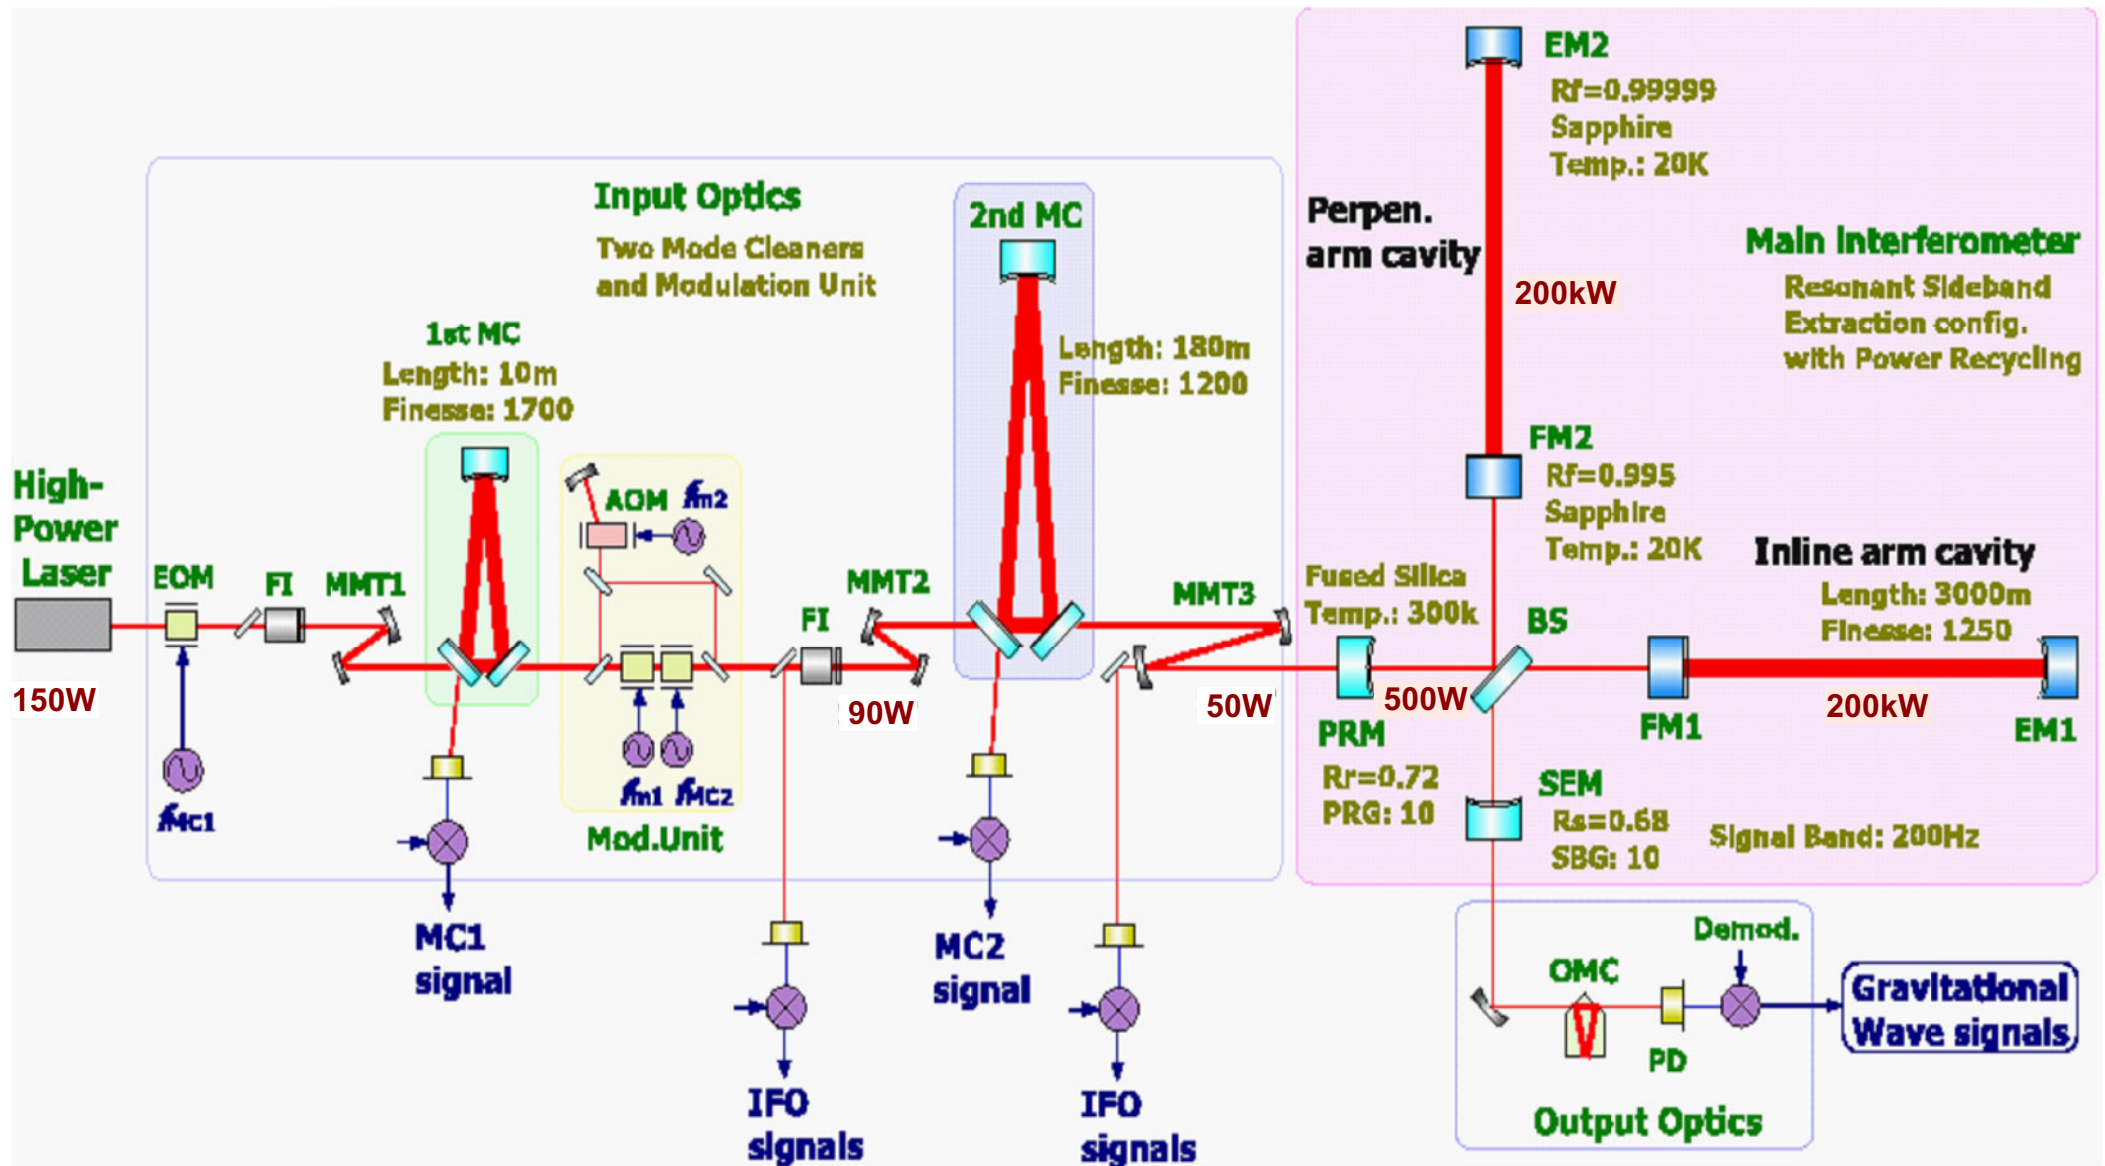 EM2
Rf=0.99999
Sapphire
Temp.: 20K
Perpen.
arm cavity
200kW
Main Interferometer
Resonant Sideband
Extraction config.
with Power Recycling
Input Optics
Two Mode Cleaners
and Modulation Unit
2nd MC
Length: 180m
Finesse: 1200
1st MC
Length: 10m
Finesse: 1700
High-
Power
Laser
150W
EOM
FI
MMT1
AOM
fm2
FI
MMT2
90W
MMT3
50W
fMC1
fm1
fMC2
Mod.Unit
FM2
Rf=0.995
Sapphire
Temp.: 20K
Fused Silica
Temp.: 300k
BS
Inline arm cavity
Length: 3000m
Finesse: 1250
500W
PRM
Rr=0.72
PRG: 10
FM1
200kW
EM1
SEM
Rs=0.68
SBG: 10
Signal Band: 200Hz
MC1
signal
IFO
signals
MC2
signal
IFO
signals
OMC
PD
Demod.
Gravitational
Wave signals
Output Optics